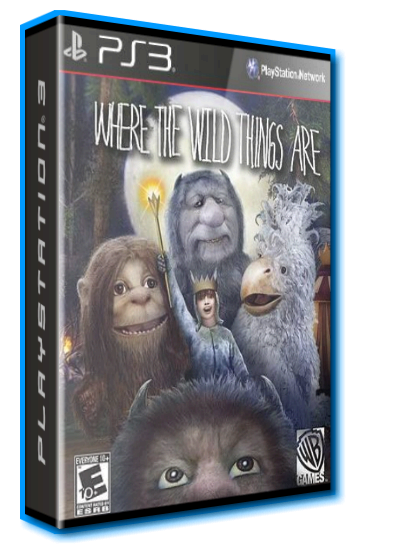 PS3
PlayStation Network
PLAYSTATION 3
WHERE THE WILD THINGS ARE
EVERYONE 10+
E
10+
ESRB
WB
GAMES